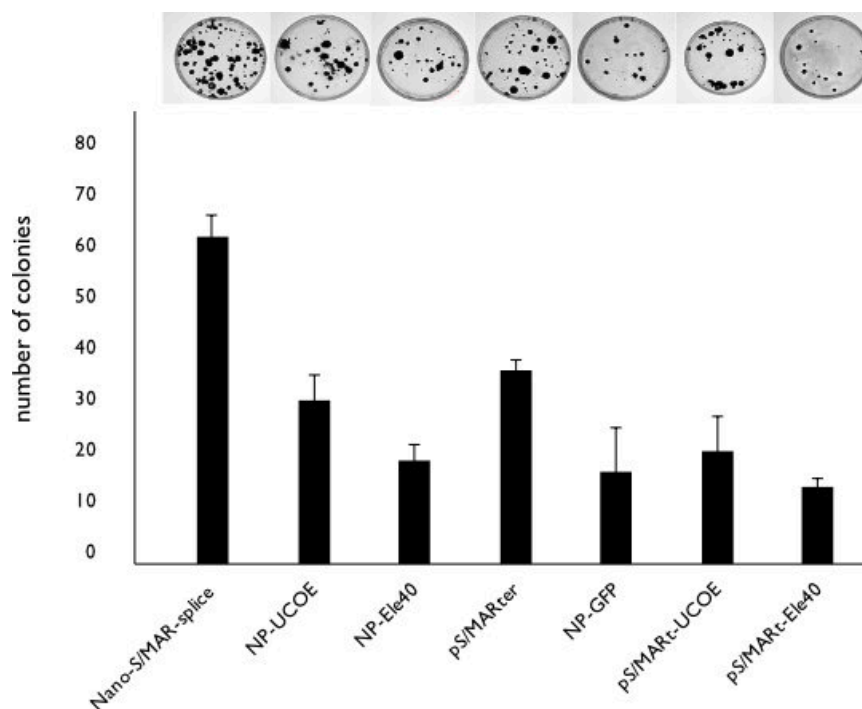 80
70
60
50
40
30
20
10
0
number of colonies
Nano-S/MAR-splice
NP-UCOE
NP-Ele40
pS/MARter
NP-GFP
pS/MARt-UCOE
pS/MARt-Ele40